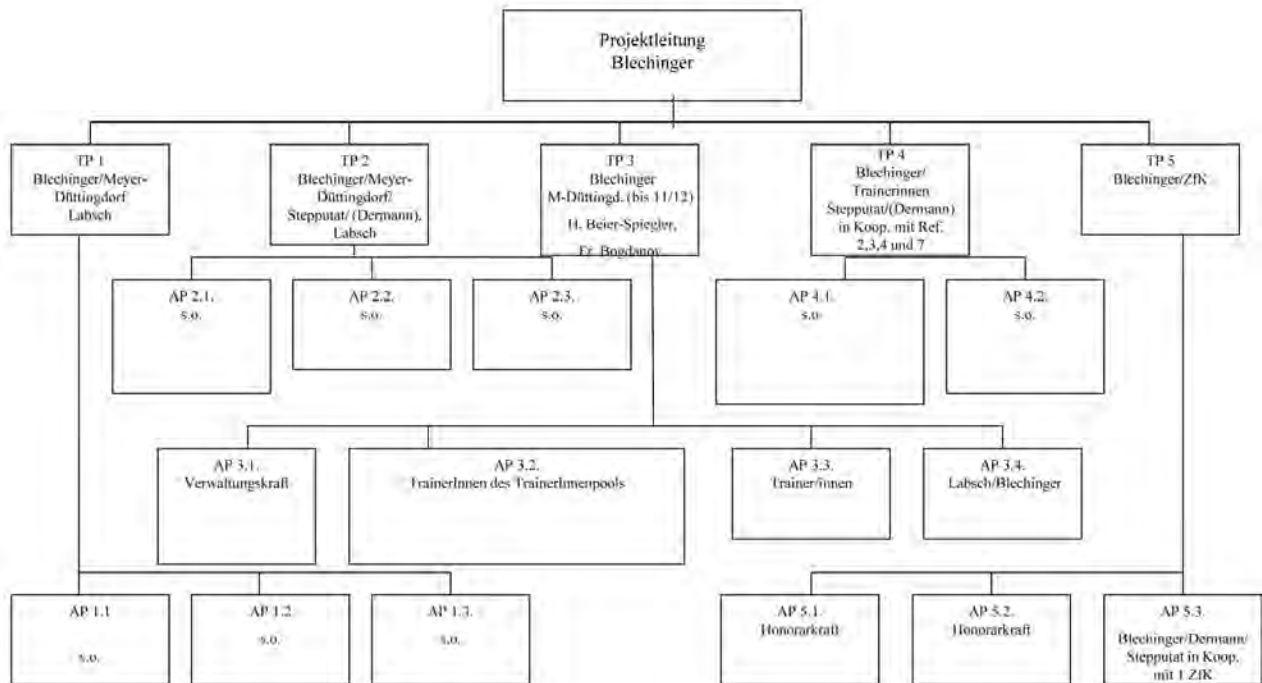 Projektleitung
Blechinger
TP 1
Blechinger/Meyer-
Düttingdorf
Labsch
TP 2
Blechinger/Meyer-
Düttingdorf/
Stepputat/ (Dermann),
Labsch
TP 3
Blechinger
M-Düttingd. (bis 11/12)
H. Beier-Spiegler,
Fr. Bogdanov
TP 4
Blechinger/
Trainerinnen
Stepputat/(Dermann)
in Koop. mit Ref.
2,3,4 und 7
TP 5
Blechinger/ZfK
AP 2.1.
s.o.
AP 2.2.
s.o.
AP 2.3.
s.o.
AP 4.1.
s.o.
AP 4.2.
s.o.
AP 3.1.
Verwaltungskraft
AP 3.2.
TrainerInnen des TrainerInnenpools
AP 3.3.
Trainer/innen
AP 3.4.
Labsch/Blechinger
AP 1.1
s.o.
AP 1.2.
s.o.
AP 1.3.
s.o.
AP 5.1.
Honorarkraft
AP 5.2.
Honorarkraft
AP 5.3.
Blechinger/Dermann/
Stepputat in Koop.
mit 1 ZfK